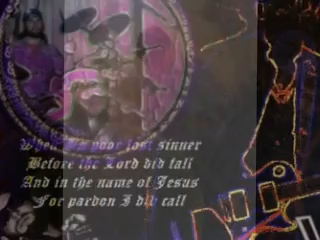 When poor lost sinner
Before the Lord did fall
And in the name of Jesus
For pardon I did call